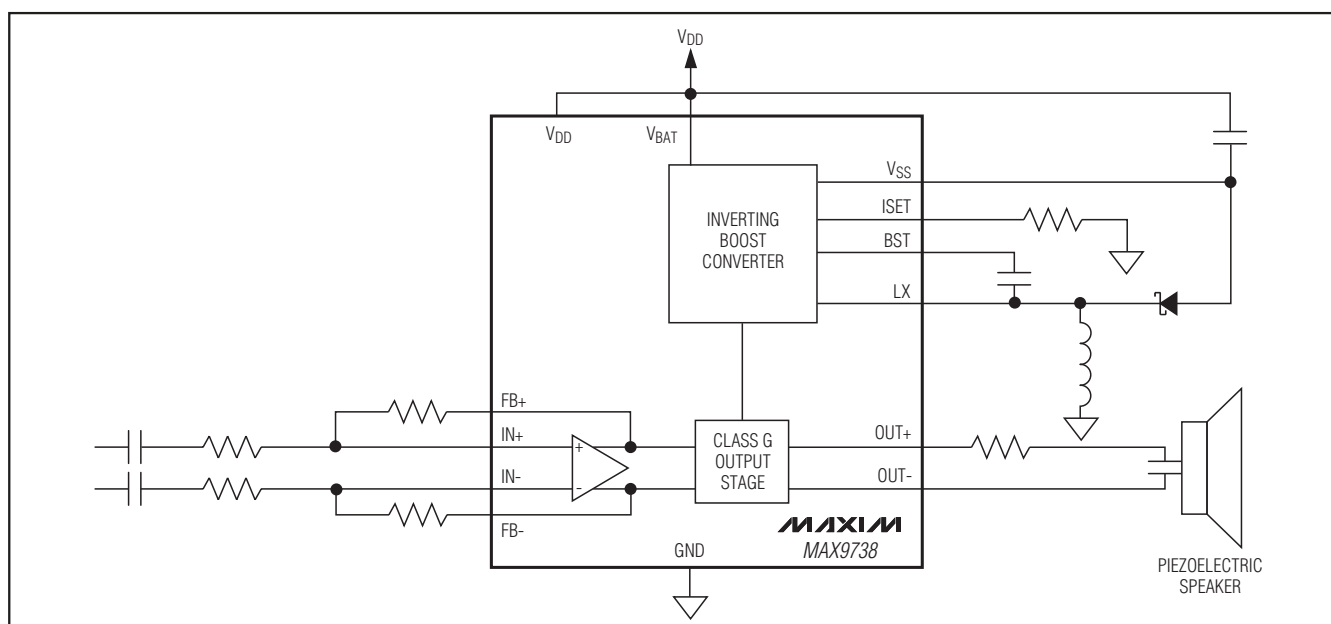 VDD
VDD
VBAT
VSS
ISET
BST
LX
INVERTING
BOOST
CONVERTER
FB+
IN+
+
IN-
-
FB-
CLASS G
OUTPUT
STAGE
OUT+
OUT-
MAXIM
MAX9738
GND
PIEZOELECTRIC
SPEAKER